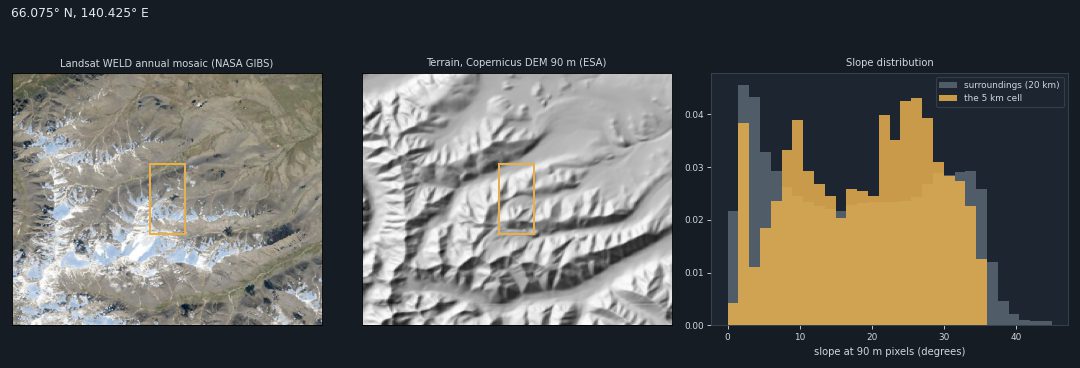 66.075° N, 140.425° E
Landsat WELD annual mosaic (NASA GIBS)
Terrain, Copernicus DEM 90 m (ESA)
Slope distribution
surroundings (20 km)
the 5 km cell
0.04
0.03
0.02
0.01
0.00
0 10 20 30 40
slope at 90 m pixels (degrees)